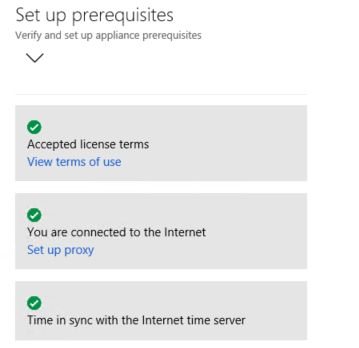 Set up prerequisites
Verify and set up appliance prerequisites
Accepted license terms
View terms of use
You are connected to the Internet
Set up proxy
Time in sync with the Internet time server